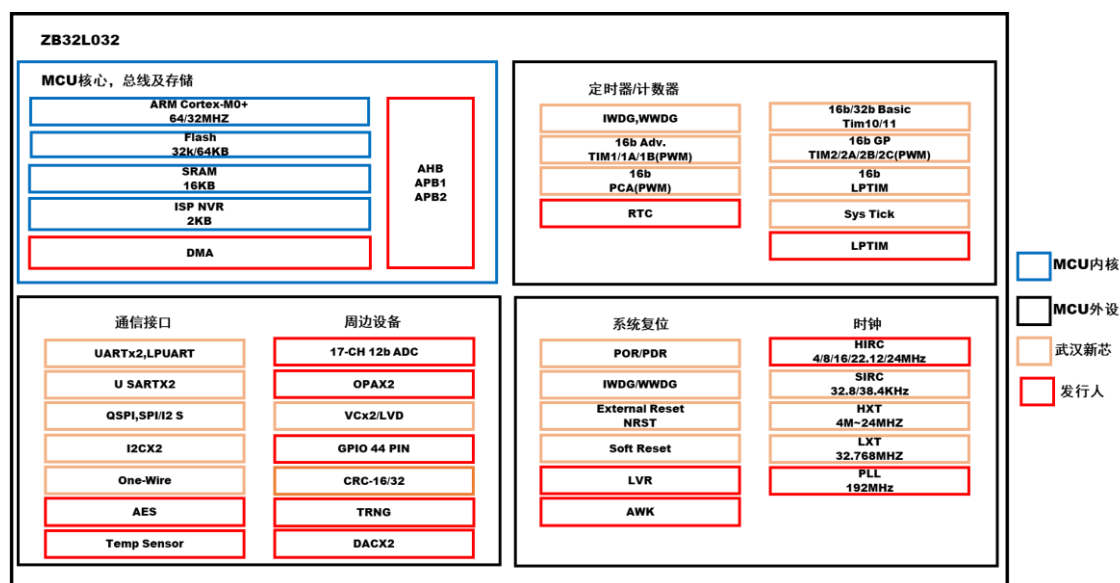 ZB32L032
MCU核心，总线及存储
ARM Cortex-M0+
64/32MHZ
Flash
32k/64KB
SRAM
16KB
ISP NVR
2KB
DMA
AHB
APB1
APB2
定时器/计数器
IWDG,WWDG
16b Adv.
TIM1/1A/1B(PWM)
16b
PCA(PWM)
RTC
16b/32b Basic
Tim10/11
16b GP
TIM2/2A/2B/2C(PWM)
16b
LPTIM
Sys Tick
LPTIM
通信接口
UARTx2,LPUART
U SARTX2
QSPI,SPI/I2 S
I2CX2
One-Wire
AES
Temp Sensor
周边设备
17-CH 12b ADC
OPAX2
VCx2/LVD
GPIO 44 PIN
CRC-16/32
TRNG
DACX2
系统复位
POR/PDR
IWDG/WWDG
External Reset
NRST
Soft Reset
LVR
AWK
时钟
HIRC
4/8/16/22.12/24MHz
SIRC
32.8/38.4KHz
HXT
4M~24MHZ
LXT
32.768MHZ
PLL
192MHz
MCU内核
MCU外设
武汉新芯
发行人